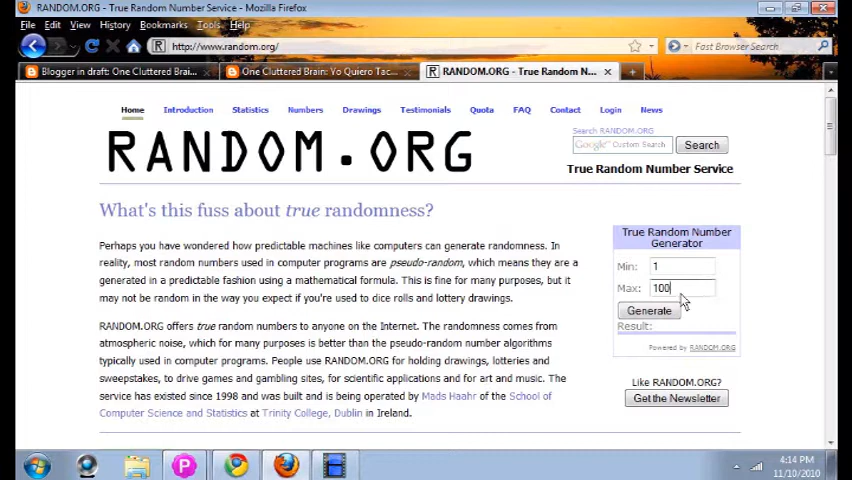 RANDOM.ORG - True Random Number Service - Mozilla Firefox
File Edit View History Bookmarks Tools Help
R http://www.random.org/
Fast Browser Search
Blogger in draft: One Cluttered Brai...
One Cluttered Brain: Yo Quiero Tac...
R RANDOM.ORG - True Random N...
Home Introduction Statistics Numbers Drawings Testimonials Quota FAQ Contact Login News
RANDOM.ORG
Search RANDOM.ORG
Google Custom Search
Search
True Random Number Service
What's this fuss about true randomness?
Perhaps you have wondered how predictable machines like computers can generate randomness. In
reality, most random numbers used in computer programs are pseudo-random, which means they are a
generated in a predictable fashion using a mathematical formula. This is fine for many purposes, but it
may not be random in the way you expect if you're used to dice rolls and lottery drawings.
RANDOM.ORG offers true random numbers to anyone on the Internet. The randomness comes from
atmospheric noise, which for many purposes is better than the pseudo-random number algorithms
typically used in computer programs. People use RANDOM.ORG for holding drawings, lotteries and
sweepstakes, to drive games and gambling sites, for scientific applications and for art and music. The
service has existed since 1998 and was built and is being operated by Mads Haahr of the School of
Computer Science and Statistics at Trinity College, Dublin in Ireland.
True Random Number
Generator
Min: 1
Max: 100
Generate
Result:
Powered by RANDOM.ORG
Like RANDOM.ORG?
Get the Newsletter
P
4:14 PM
11/10/2010